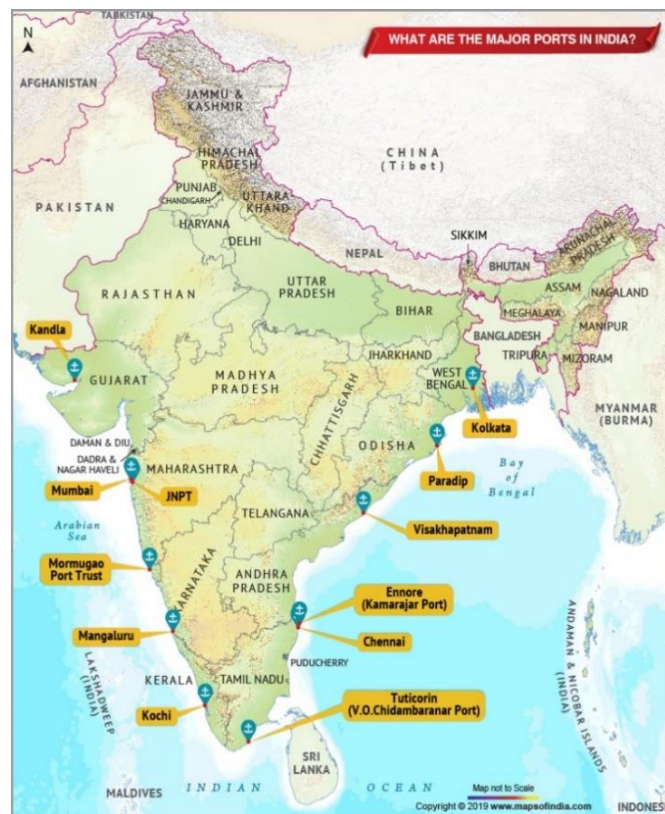 WHAT ARE THE MAJOR PORTS IN INDIA?
N
TAJIKISTAN
AFGHANISTAN
JAMMU &
KASHMIR
HIMACHAL
PRADESH
CHINA
(Tibet)
PUNJAB
CHANDIGARH
UTTARA-
KHAND
PAKISTAN
HARYANA
DELHI
NEPAL
SIKKIM
BHUTAN
ARUNACHAL
PRADESH
RAJASTHAN
UTTAR
PRADESH
BIHAR
ASSAM
NAGALAND
MEGHALAYA
MANIPUR
BANGLADESH
TRIPURA
MIZORAM
Kandla
GUJARAT
MADHYA
PRADESH
JHARKHAND
WEST
BENGAL
Kolkata
MYANMAR
(BURMA)
CHHATTISGARH
ODISHA
Paradip
Bay
of
Bengal
DAMAN & DIU
DADRA &
NAGAR HAVELI
MAHARASHTRA
Mumbai
JNPT
TELANGANA
Visakhapatnam
Arabian
Sea
Mormugao
Port Trust
KARNATAKA
ANDHRA
PRADESH
Ennore
(Kamarajar Port)
Chennai
Mangaluru
PUDUCHERRY
ANDAMAN & NICOBAR ISLANDS
(INDIA)
LAKSHADWEEP
(INDIA)
KERALA
TAMIL NADU
Kochi
Tuticorin
(V.O.Chidambaranar Port)
SRI
LANKA
INDIAN OCEAN
MALDIVES
Map not to Scale
Copyright © 2019 www.mapsofindia.com
INDONES